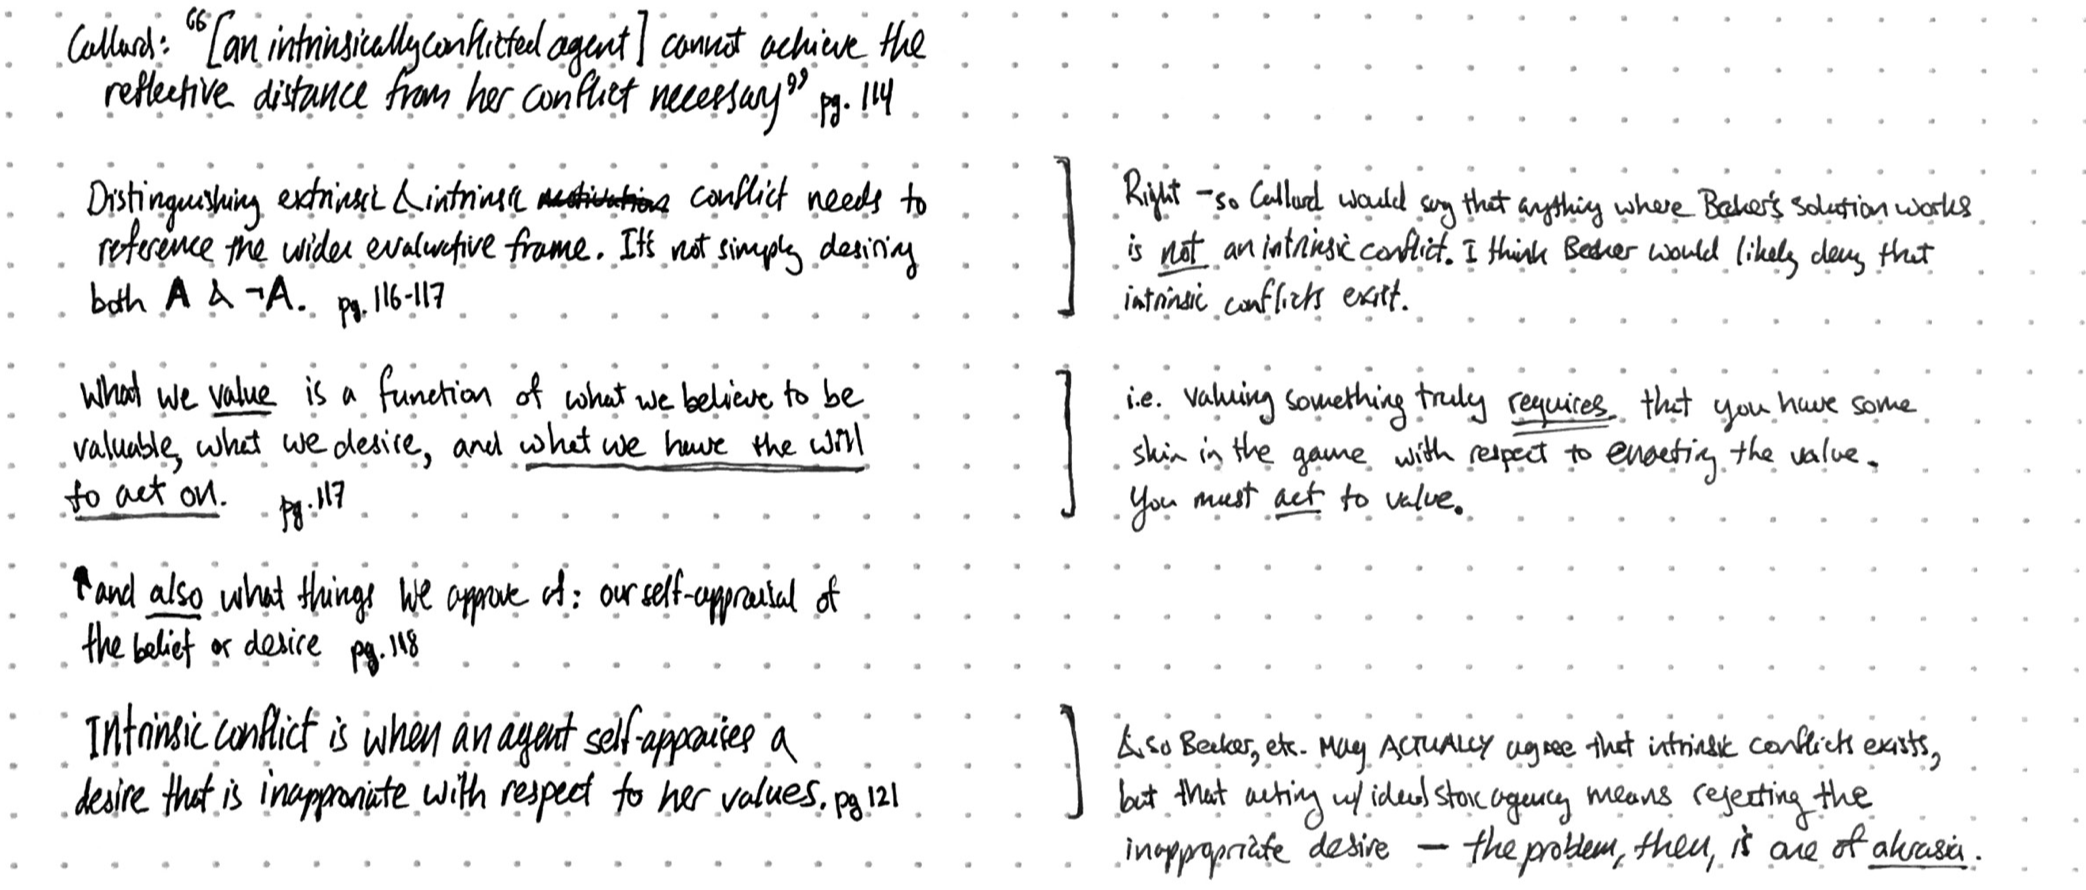 Callard: "[an intrinsically conflicted agent] cannot achieve the
reflective distance from her conflict necessary" pg. 114
Distinguishing extrinsic & intrinsic motivations conflict needs to
reference the wider evaluative frame. It's not simply desiring
both A & ¬A. pg. 116-117
Right - so Callard would say that anything where Becker's solution works
is not an intrinsic conflict. I think Becker would likely deny that
intrinsic conflicts exist.
What we value is a function of what we believe to be
valuable, what we desire, and what we have the will
to act on. pg. 117
i.e. valuing something truly requires that you have some
skin in the game with respect to enacting the value.
You must act to value.
↑ and also what things we approve of: our self-appraisal of
the belief or desire pg. 118
Intrinsic conflict is when an agent self-appraises a
desire that is inappropriate with respect to her values. pg 121
& so Becker, etc. may ACTUALLY agree that intrinsic conflicts exists,
but that acting w/ ideal stoic agency means rejecting the
inappropriate desire — the problem, then, is one of akrasia.